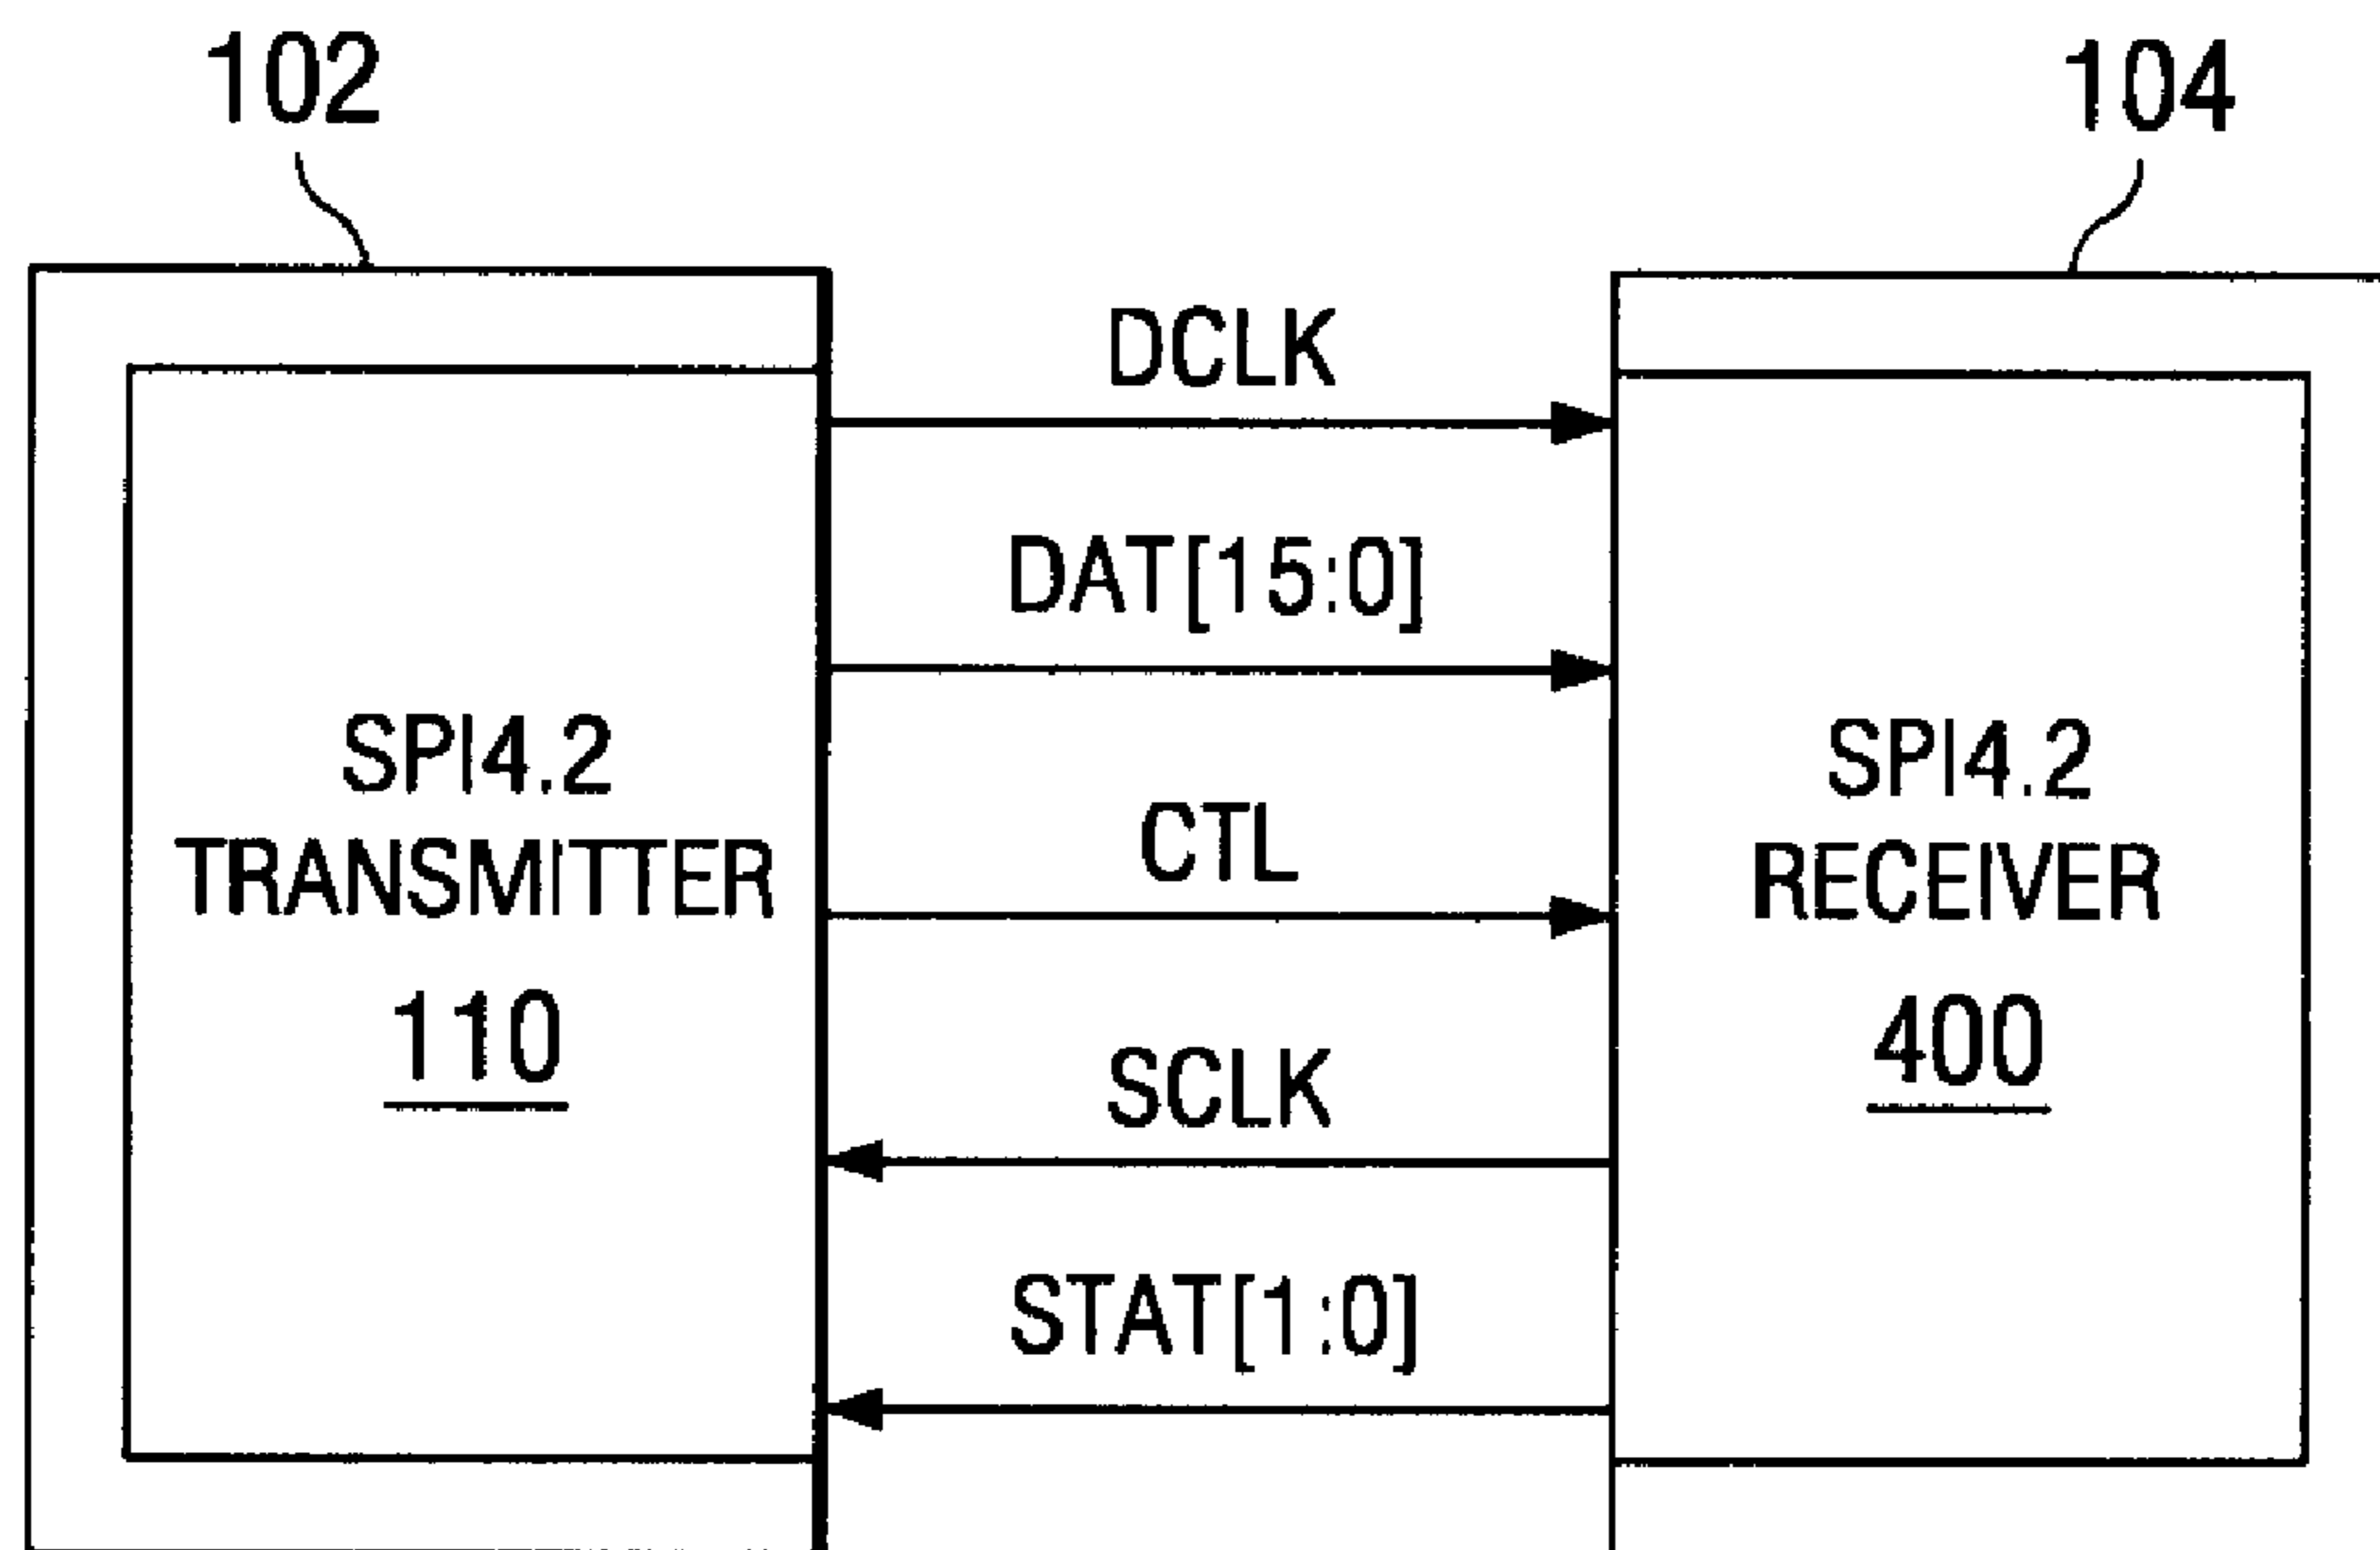 102
104
DCLK
DAT[15:0]
SPI4.2
TRANSMITTER
110
CTL
SPI4.2
RECEIVER
400
SCLK
STAT[1:0]